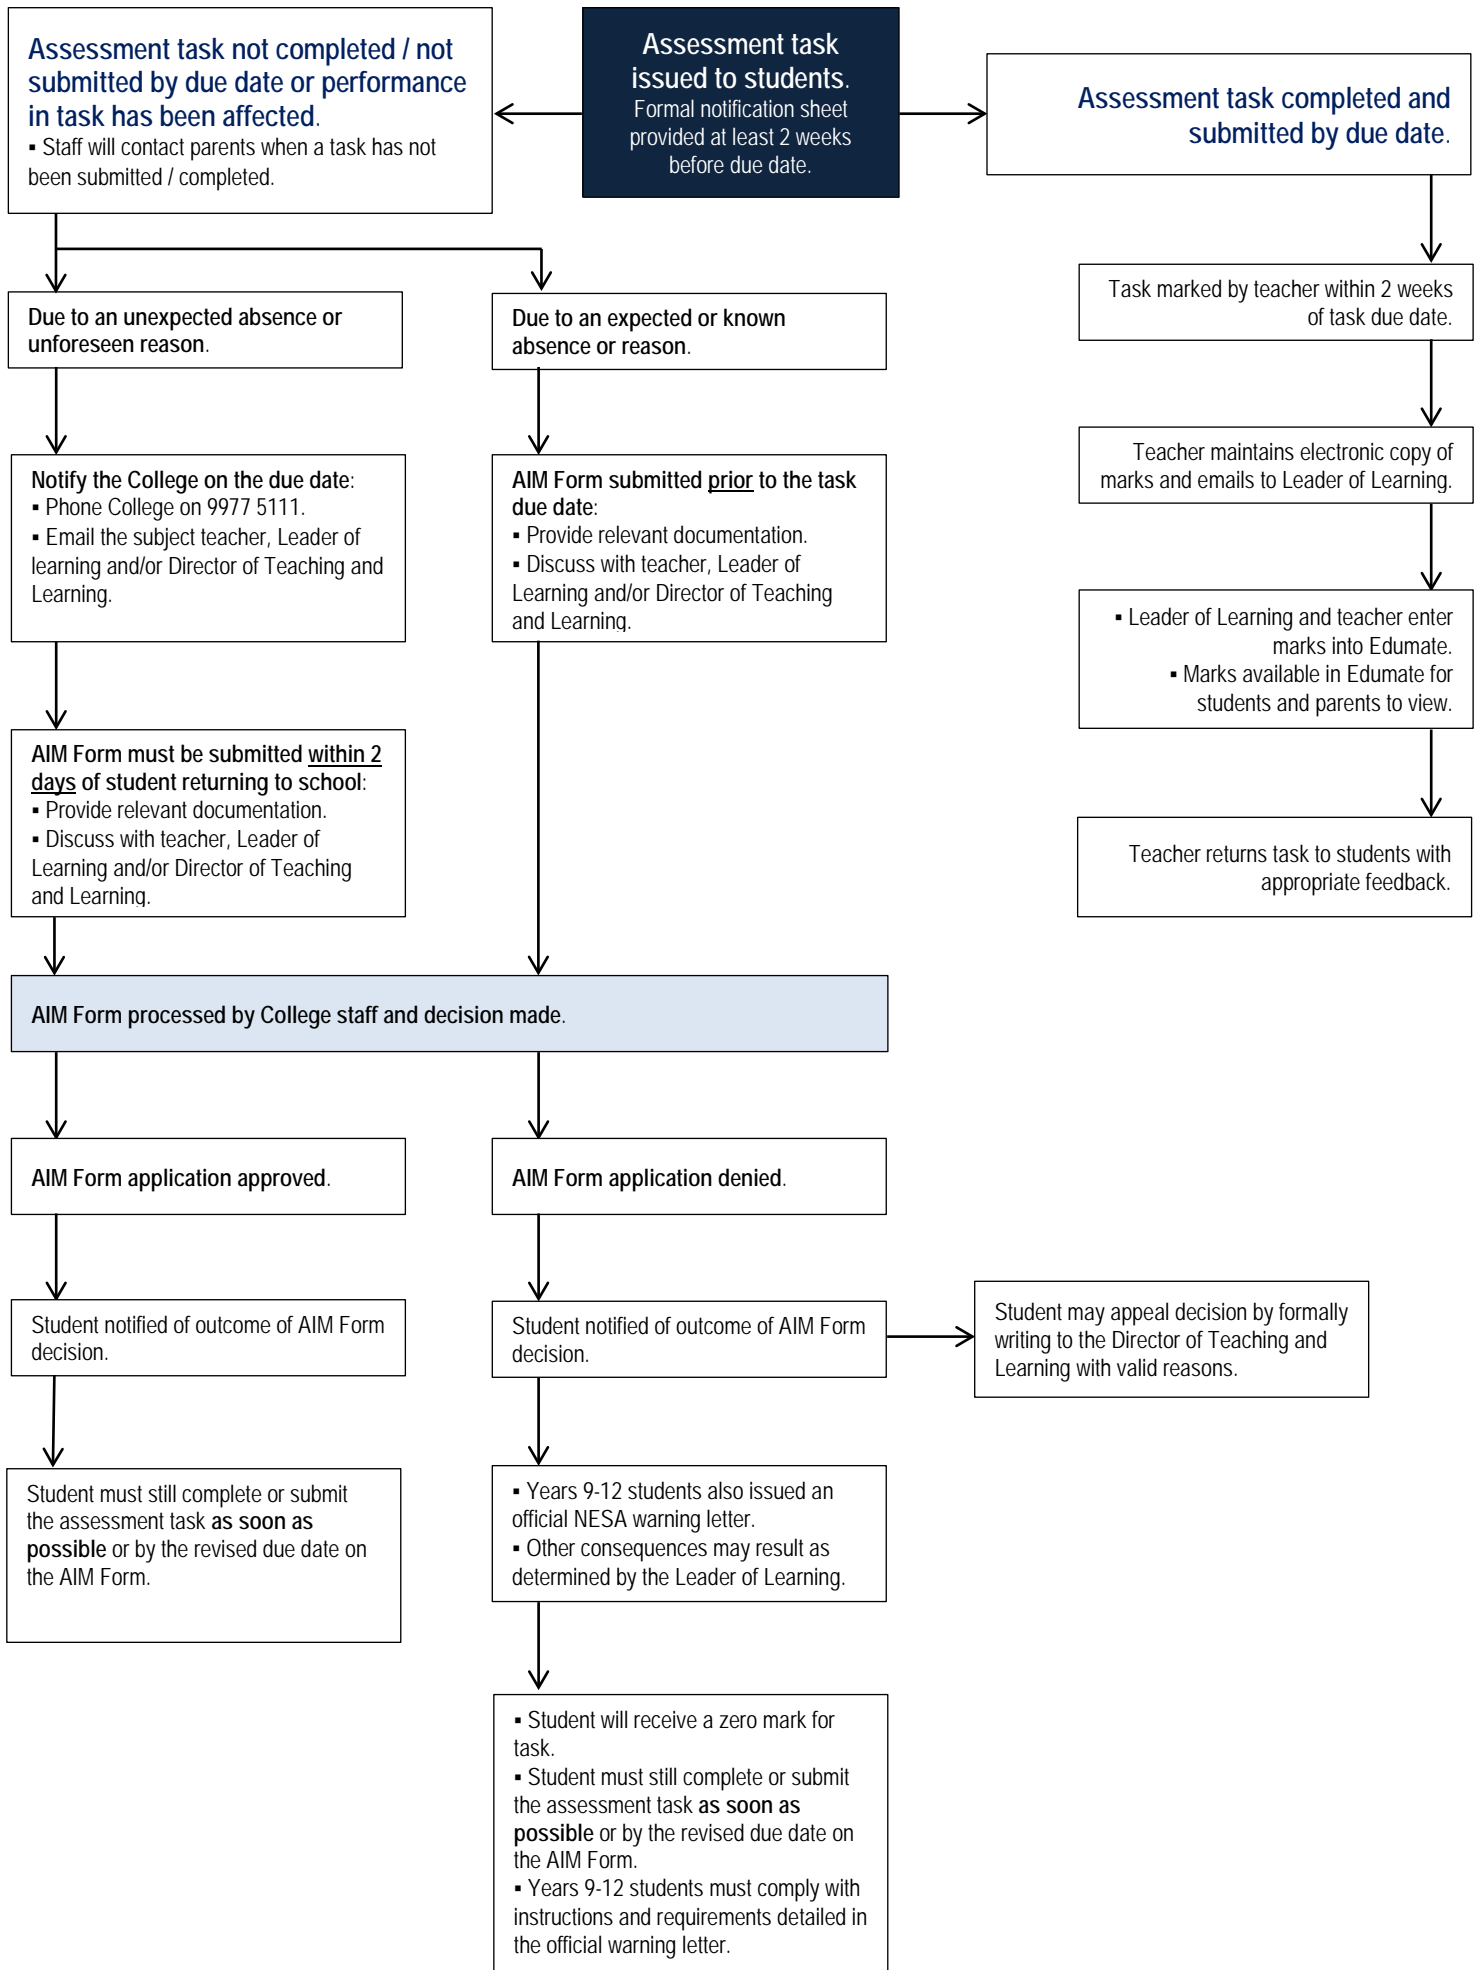 Assessment task not completed / not
submitted by due date or performance
in task has been affected.
▪ Staff will contact parents when a task has not
been submitted / completed.
Assessment task
issued to students.
Formal notification sheet
provided at least 2 weeks
before due date.
Assessment task completed and
submitted by due date.
Due to an unexpected absence or
unforeseen reason.
Due to an expected or known
absence or reason.
Task marked by teacher within 2 weeks
of task due date.
Notify the College on the due date:
▪ Phone College on 9977 5111.
▪ Email the subject teacher, Leader of
learning and/or Director of Teaching and
Learning.
AIM Form submitted prior to the task
due date:
▪ Provide relevant documentation.
▪ Discuss with teacher, Leader of
Learning and/or Director of Teaching
and Learning.
Teacher maintains electronic copy of
marks and emails to Leader of Learning.
▪ Leader of Learning and teacher enter
marks into Edumate.
▪ Marks available in Edumate for
students and parents to view.
AIM Form must be submitted within 2
days of student returning to school:
▪ Provide relevant documentation.
▪ Discuss with teacher, Leader of
Learning and/or Director of Teaching
and Learning.
Teacher returns task to students with
appropriate feedback.
AIM Form processed by College staff and decision made.
AIM Form application approved.
AIM Form application denied.
Student notified of outcome of AIM Form
decision.
Student notified of outcome of AIM Form
decision.
Student may appeal decision by formally
writing to the Director of Teaching and
Learning with valid reasons.
Student must still complete or submit
the assessment task as soon as
possible or by the revised due date on
the AIM Form.
▪ Years 9-12 students also issued an
official NESA warning letter.
▪ Other consequences may result as
determined by the Leader of Learning.
▪ Student will receive a zero mark for
task.
▪ Student must still complete or submit
the assessment task as soon as
possible or by the revised due date on
the AIM Form.
▪ Years 9-12 students must comply with
instructions and requirements detailed in
the official warning letter.